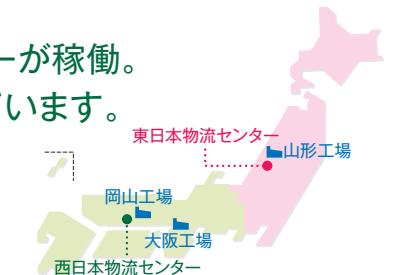 ーが稼働。
います。
東日本物流センター
山形工場
岡山工場
大阪工場
西日本物流センター